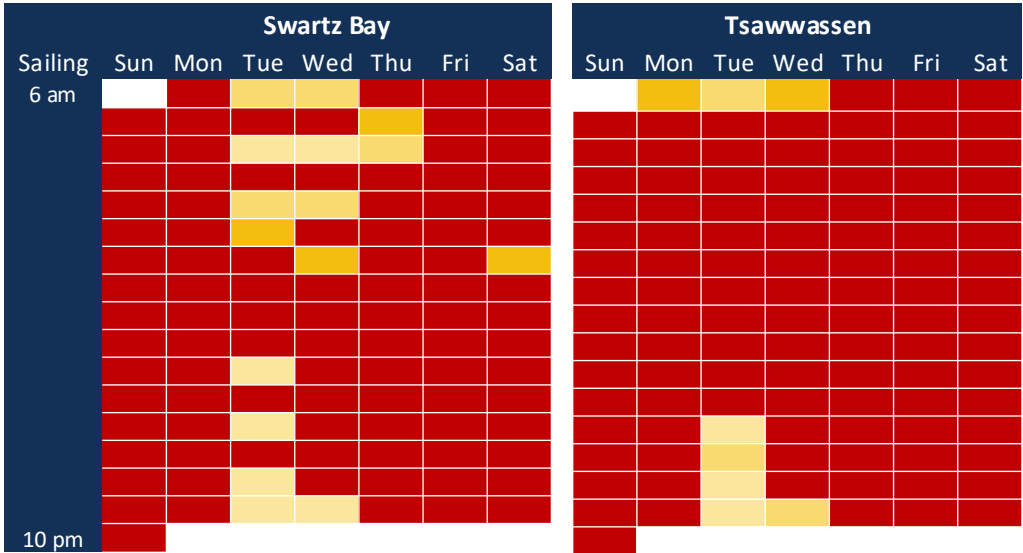 Swartz Bay Tsawwassen
Sailing Sun Mon Tue Wed Thu Fri Sat Sun Mon Tue Wed Thu Fri Sat
6 am
10 pm